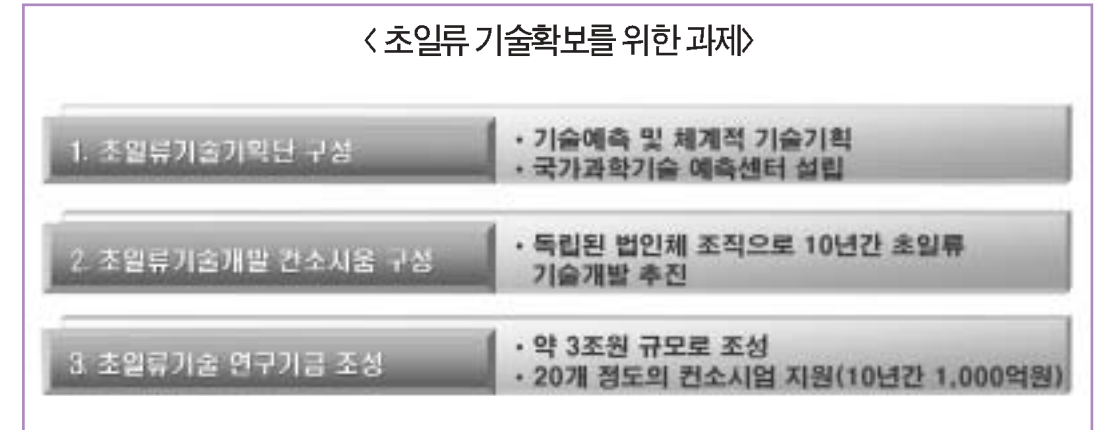 < 초일류 기술확보를 위한 과제>
1. 초일류기술기획단 구성
· 기술예측 및 체계적 기술기획
· 국가과학기술 예측센터 설립
2. 초일류기술개발 컨소시움 구성
· 독립된 법인체 조직으로 10년간 초일류
기술개발 추진
3. 초일류기술 연구기금 조성
· 약 3조원 규모로 조성
· 20개 정도의 컨소시엄 지원(10년간 1,000억원)